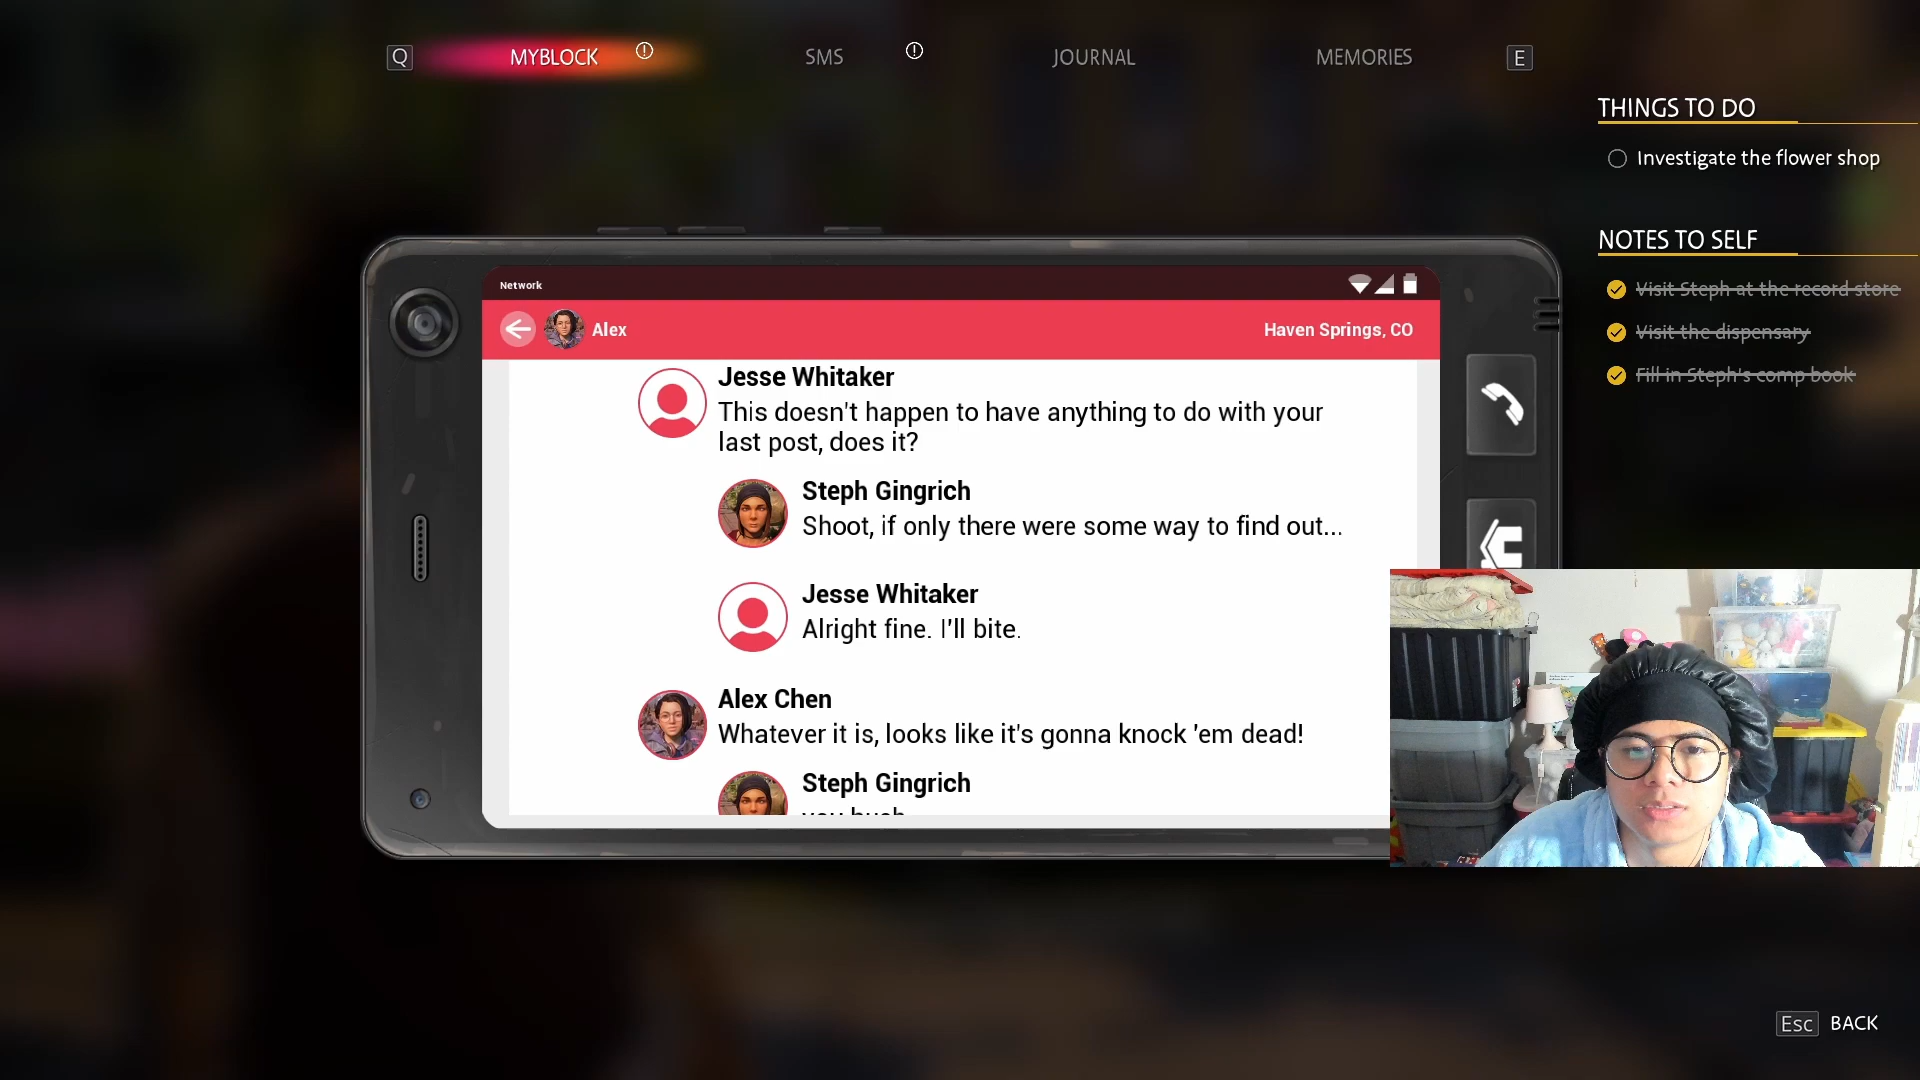 Q
MYBLOCK
SMS
JOURNAL
MEMORIES
E
THINGS TO DO
Investigate the flower shop
NOTES TO SELF
Visit Steph at the record store
Visit the dispensary
Fill in Steph's comp book
Network
Alex
Haven Springs, CO
Jesse Whitaker
This doesn't happen to have anything to do with your
last post, does it?
Steph Gingrich
Shoot, if only there were some way to find out...
Jesse Whitaker
Alright fine. I'll bite.
Alex Chen
Whatever it is, looks like it's gonna knock 'em dead!
Steph Gingrich
Esc BACK